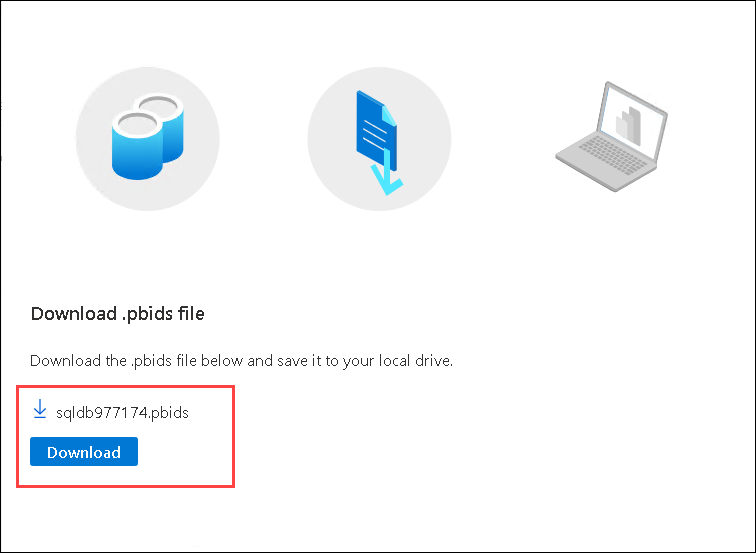 Download .pbids file
Download the .pbids file below and save it to your local drive.
sqldb977174.pbids
Download